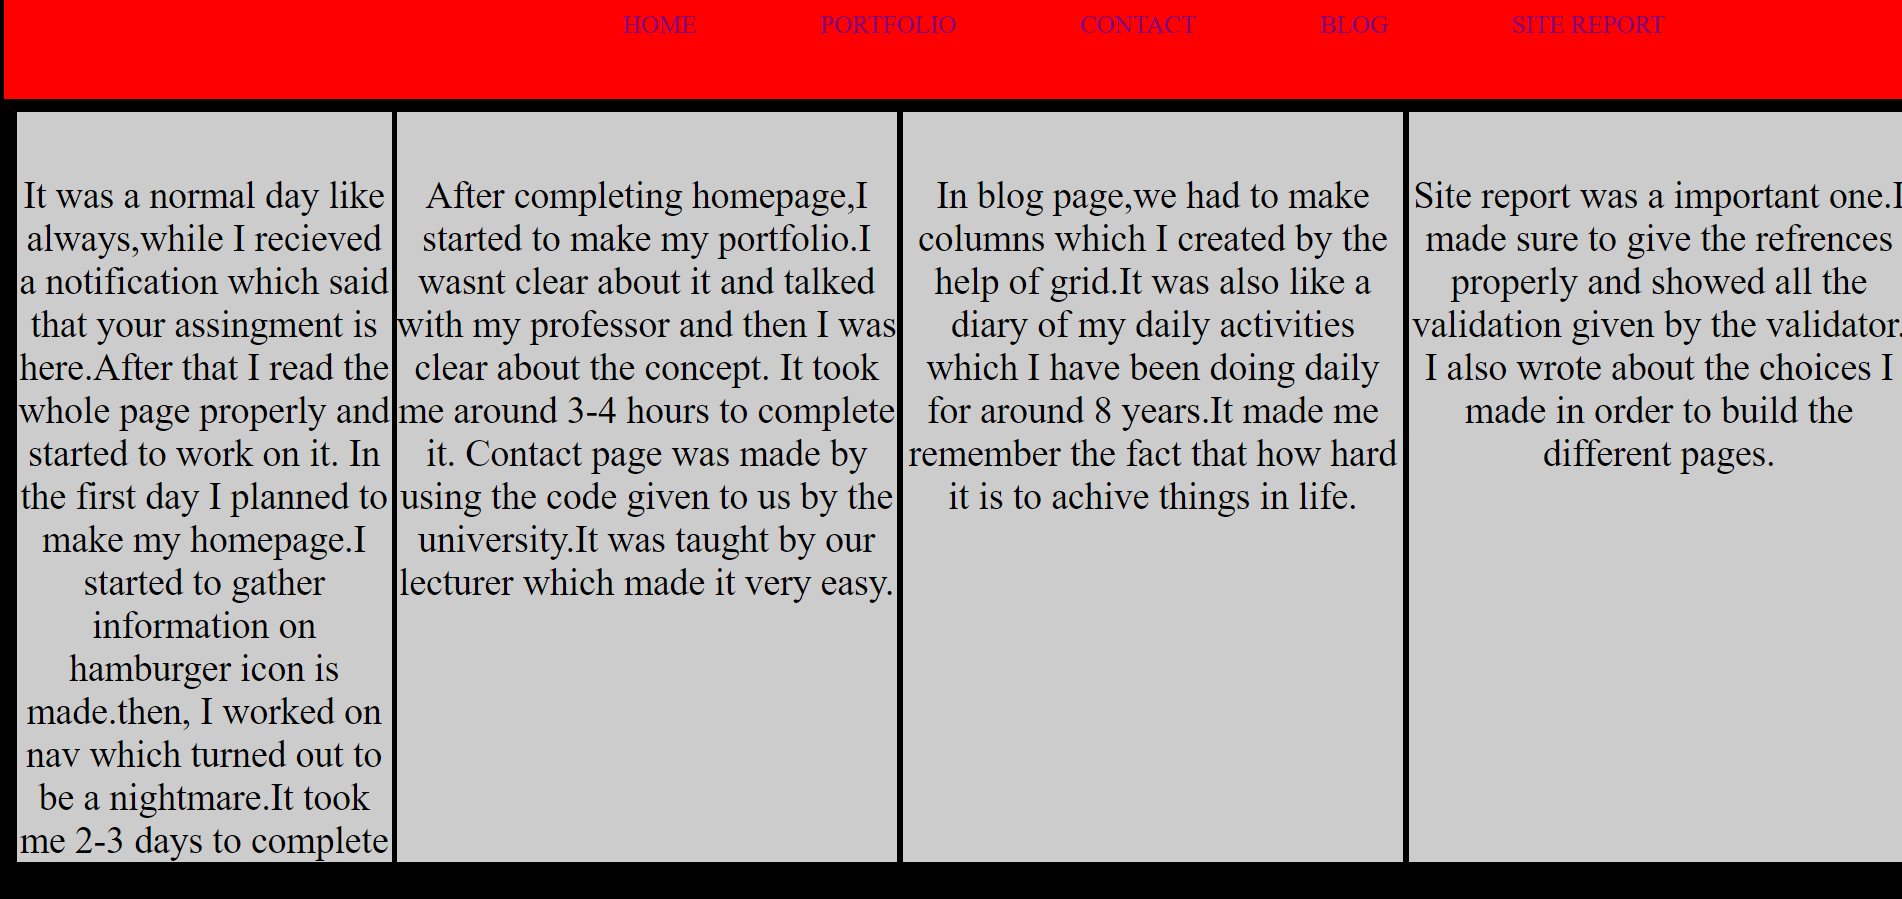 HOME PORTFOLIO CONTACT BLOG SITE REPORT
It was a normal day like
always,while I recieved
a notification which said
that your assingment is
here.After that I read the
whole page properly and
started to work on it. In
the first day I planned to
make my homepage.I
started to gather
information on
hamburger icon is
made.then, I worked on
nav which turned out to
be a nightmare.It took
me 2-3 days to complete
After completing homepage,I
started to make my portfolio.I
wasnt clear about it and talked
with my professor and then I was
clear about the concept. It took
me around 3-4 hours to complete
it. Contact page was made by
using the code given to us by the
university.It was taught by our
lecturer which made it very easy.
In blog page,we had to make
columns which I created by the
help of grid.It was also like a
diary of my daily activities
which I have been doing daily
for around 8 years.It made me
remember the fact that how hard
it is to achive things in life.
Site report was a important one.I
made sure to give the refrences
properly and showed all the
validation given by the validator.
I also wrote about the choices I
made in order to build the
different pages.